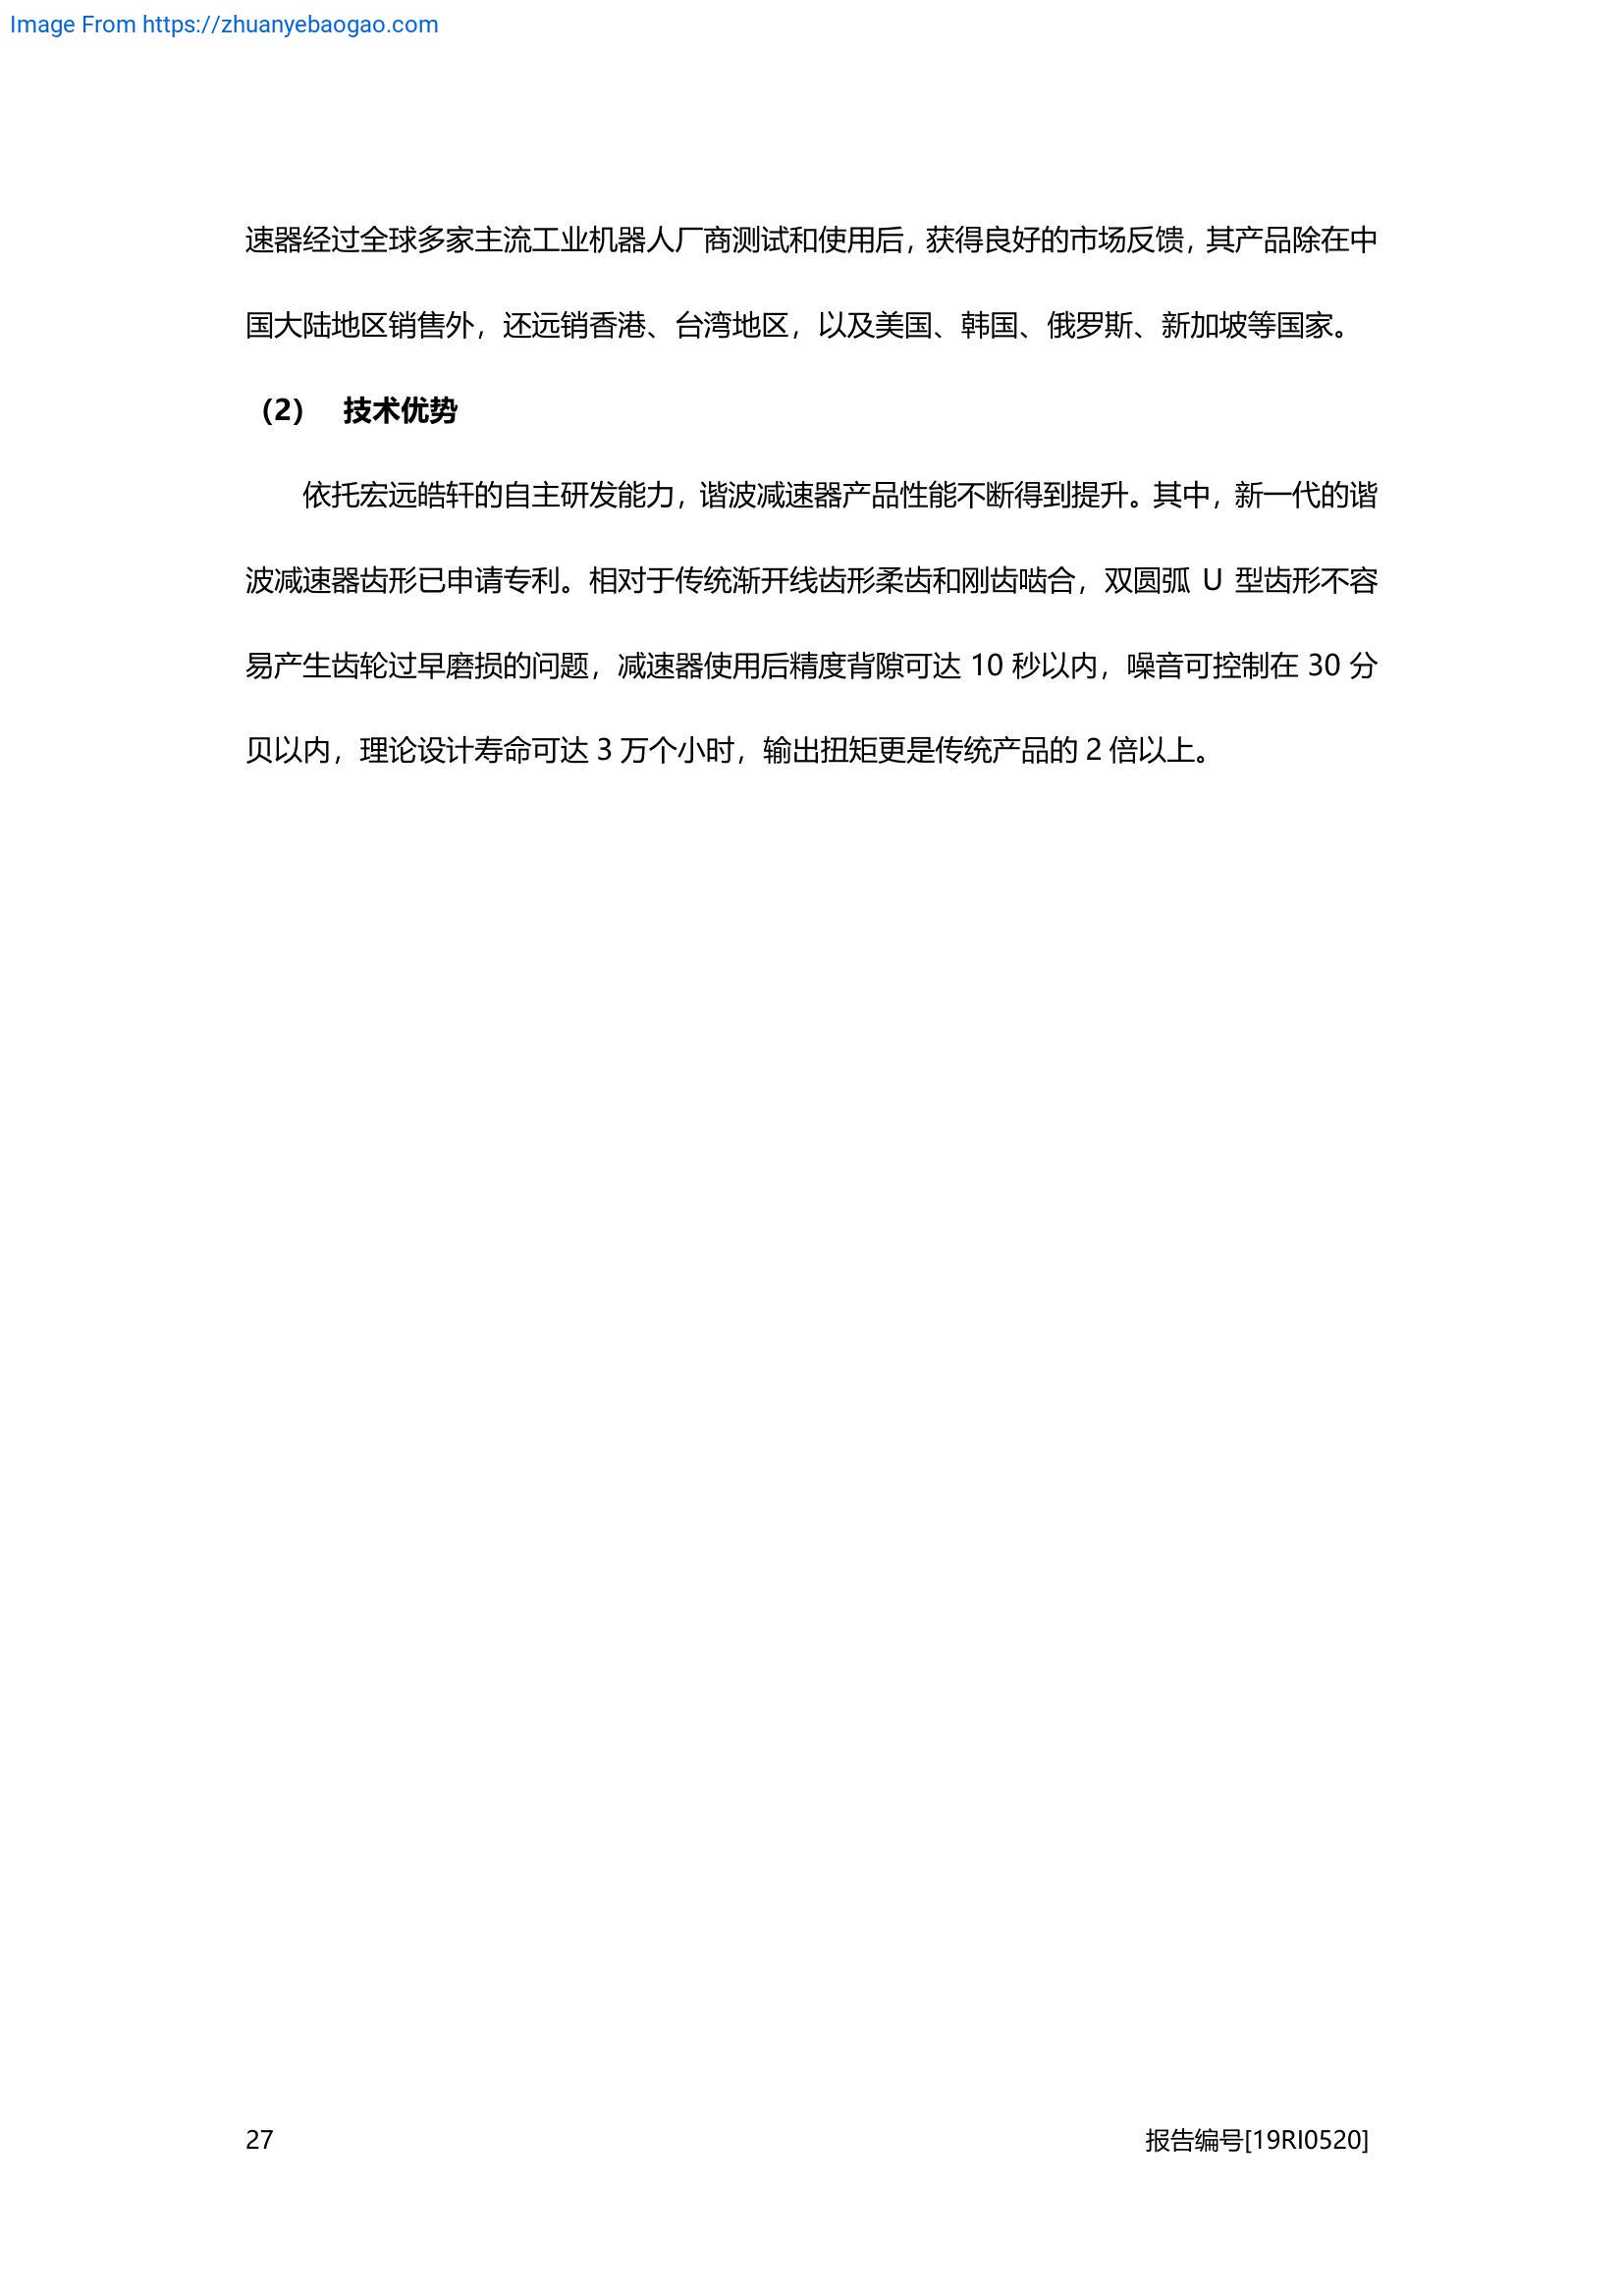 Image From https://zhuanyebaogao.com
速器经过全球多家主流工业机器人厂商测试和使用后，获得良好的市场反馈，其产品除在中
国大陆地区销售外，还远销香港、台湾地区，以及美国、韩国、俄罗斯、新加坡等国家。
（2） 技术优势
依托宏远皓轩的自主研发能力，谐波减速器产品性能不断得到提升。其中，新一代的谐
波减速器齿形已申请专利。相对于传统渐开线齿形柔齿和刚齿啮合，双圆弧 U 型齿形不容
易产生齿轮过早磨损的问题，减速器使用后精度背隙可达 10 秒以内，噪音可控制在 30 分
贝以内，理论设计寿命可达 3 万个小时，输出扭矩更是传统产品的 2 倍以上。
27 报告编号[19RI0520]